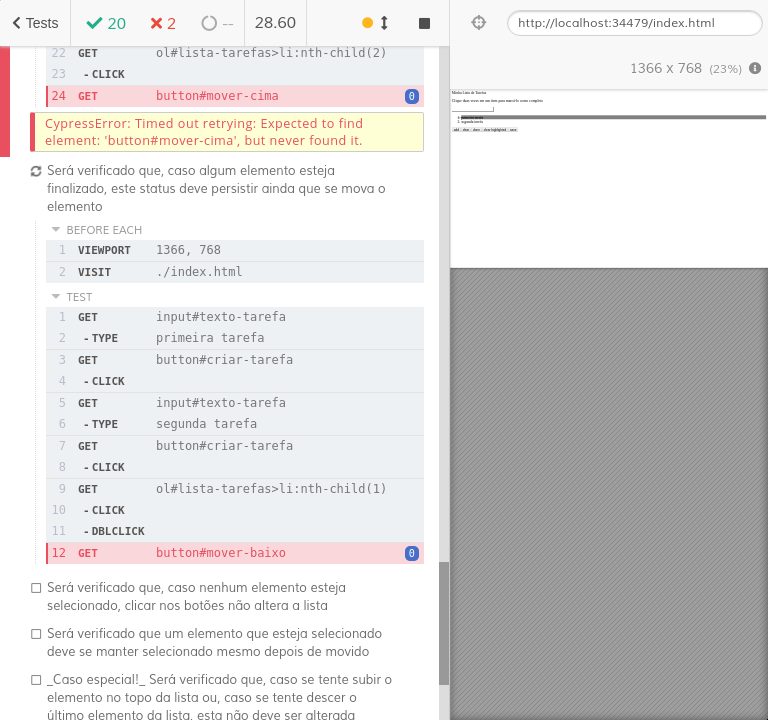 Tests
20
2
--
28.60
http://localhost:34479/index.html
1366 x 768 (23%)
22 GET ol#lista-tarefas>li:nth-child(2)
23 - CLICK
24 GET button#mover-cima 0
CypressError: Timed out retrying: Expected to find
element: 'button#mover-cima', but never found it.
Será verificado que, caso algum elemento esteja
finalizado, este status deve persistir ainda que se mova o
elemento
BEFORE EACH
1 VIEWPORT 1366, 768
2 VISIT ./index.html
TEST
1 GET input#texto-tarefa
2 - TYPE primeira tarefa
3 GET button#criar-tarefa
4 - CLICK
5 GET input#texto-tarefa
6 - TYPE segunda tarefa
7 GET button#criar-tarefa
8 - CLICK
9 GET ol#lista-tarefas>li:nth-child(1)
10 - CLICK
11 - DBLCLICK
12 GET button#mover-baixo 0
Será verificado que, caso nenhum elemento esteja
selecionado, clicar nos botões não altera a lista
Será verificado que um elemento que esteja selecionado
deve se manter selecionado mesmo depois de movido
_Caso especial!_ Será verificado que, caso se tente subir o
elemento no topo da lista ou, caso se tente descer o
último elemento da lista, esta não deve ser alterada
Minha Lista de Tarefas